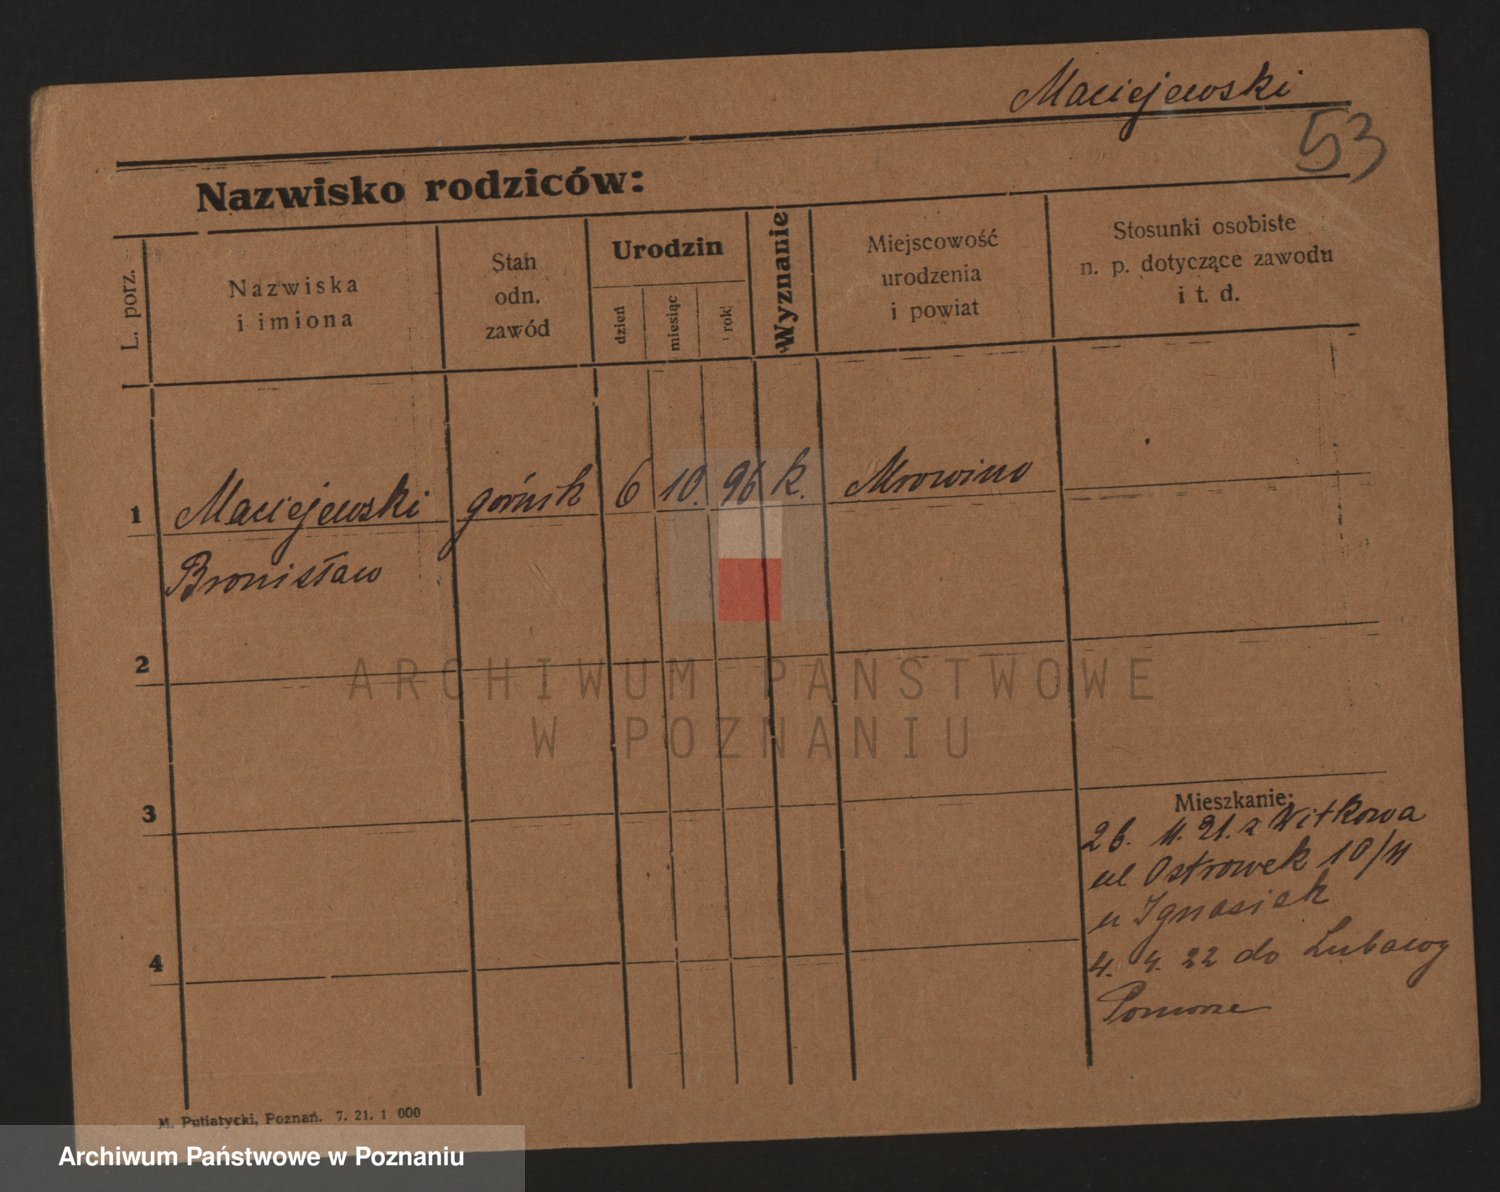 Maciejewski
53
Nazwisko rodziców:
L. porz.
Nazwiska
i imiona
Stan
odn.
zawód
Urodzin
dzień
miesiąc
rok
Wyznanie
Miejscowość
urodzenia
i powiat
Stosunki osobiste
n. p. dotyczące zawodu
i t. d.
1 Maciejewski górnik 6 10. 96 k. Mrowino
Bronisław
2
ARCHIWUM PAŃSTWOWE
W POZNANIU
3
Mieszkanie:
26. 11. 21. z Witkowa
ul Ostrowek 10/11
u Ignasiak
4
4. 4. 22 do Lubawy
Pomorze
M. Putiatycki, Poznań. 7. 21. 1 000
Archiwum Państwowe w Poznaniu